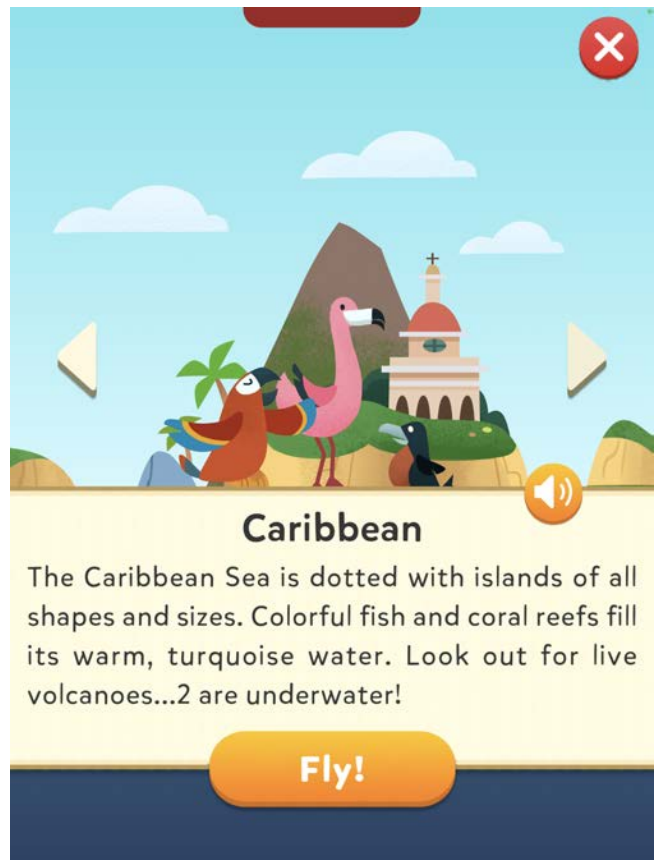 Caribbean
The Caribbean Sea is dotted with islands of all
shapes and sizes. Colorful fish and coral reefs fill
its warm, turquoise water. Look out for live
volcanoes...2 are underwater!
Fly!